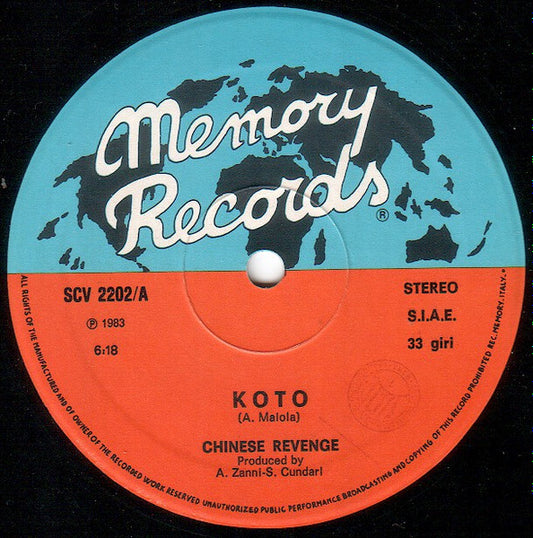 Memory
Records
®
SCV 2202/A
STEREO
℗ 1983
S.I.A.E.
6:18
33 giri
KOTO
(A. Malola)
CHINESE REVENGE
Produced by
A. Zanni-S. Cundari
ALL RIGHTS OF THE MANUFACTURED AND OF OWNER OF THE RECORDED WORK RESERVED UNAUTHORIZED PUBLIC PERFORMANCE BROADCASTING AND COPYING OF THIS RECORD PROHIBITED REC. MEMORY. ITALY. •